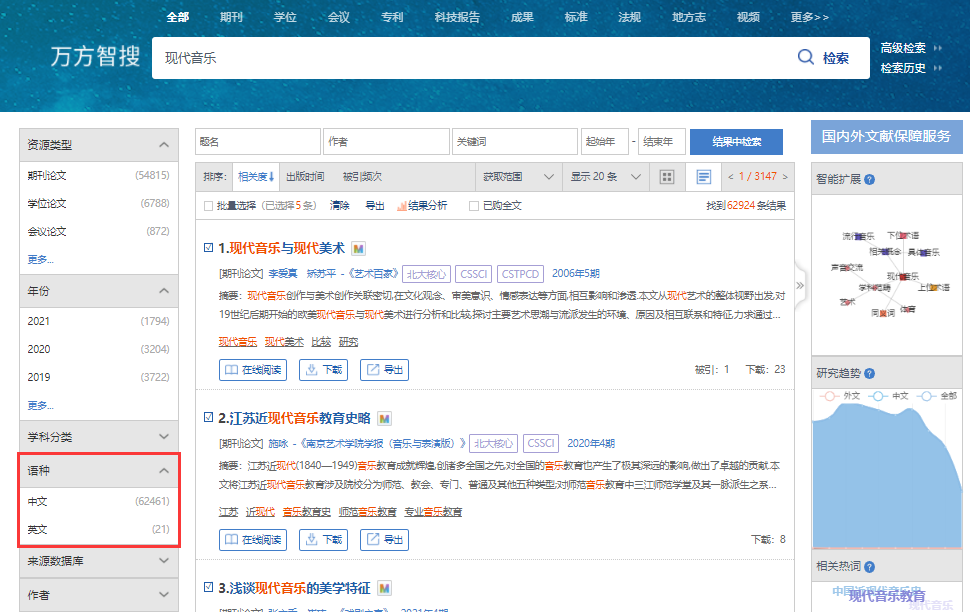 全部 期刊 学位 会议 专利 科技报告 成果 标准 法规 地方志 视频 更多>>
万方智搜 现代音乐 检索
高级检索
检索历史
资源类型
期刊论文 (54815)
学位论文 (6788)
会议论文 (872)
更多...
年份
2021 (1794)
2020 (3204)
2019 (3722)
更多...
学科分类
语种
中文 (62461)
英文 (21)
来源数据库
作者
题名 作者 关键词 起始年 - 结束年 结果中检索
排序: 相关度 出版时间 被引频次 获取范围 显示 20 条 < 1 / 3147 >
批量选择 (已选择 5 条) 清除 导出 结果分析 已购全文 找到62924条结果
1.现代音乐与现代美术 M
[期刊论文] 李爱真 矫苏平 -《艺术百家》 北大核心 CSSCI CSTPCD 2006年5期
摘要：现代音乐创作与美术创作关联密切,在文化观念、审美意识、情感表达等方面,相互影响和渗透.本文从现代艺术的整体视野出发,对
19世纪后期开始的欧美现代音乐与现代美术进行分析和比较,探讨主要艺术思潮与流派发生的环境、原因及相互联系和特征,力求通过...
现代音乐 现代美术 比较 研究
在线阅读 下载 导出 被引：1 下载：23
2.江苏近现代音乐教育史略 M
[期刊论文] 施咏 -《南京艺术学院学报（音乐与表演版）》 北大核心 CSSCI 2020年4期
摘要：江苏近现代(1840—1949)音乐教育成就辉煌,创诸多全国之先,对全国的音乐教育也产生了极其深远的影响,做出了卓越的贡献.本
文将江苏近现代音乐教育涉及院校分为师范、教会、专门、普通及其他五种类型;对师范音乐教育中三江师范学堂及其一脉派生之系...
江苏 近现代 音乐教育史 师范音乐教育 专业音乐教育
在线阅读 下载 导出 下载：8
3.浅谈现代音乐的美学特征 M
国内外文献保障服务
智能扩展
流行音乐
下位术语
相关概念
具体音乐
声音交流
现代音乐
学科范畴
上位术语
艺术
同量词
体育
研究趋势
外文 中文 全部
相关热词
中国近现代音乐史
现代音乐教育
现代音乐